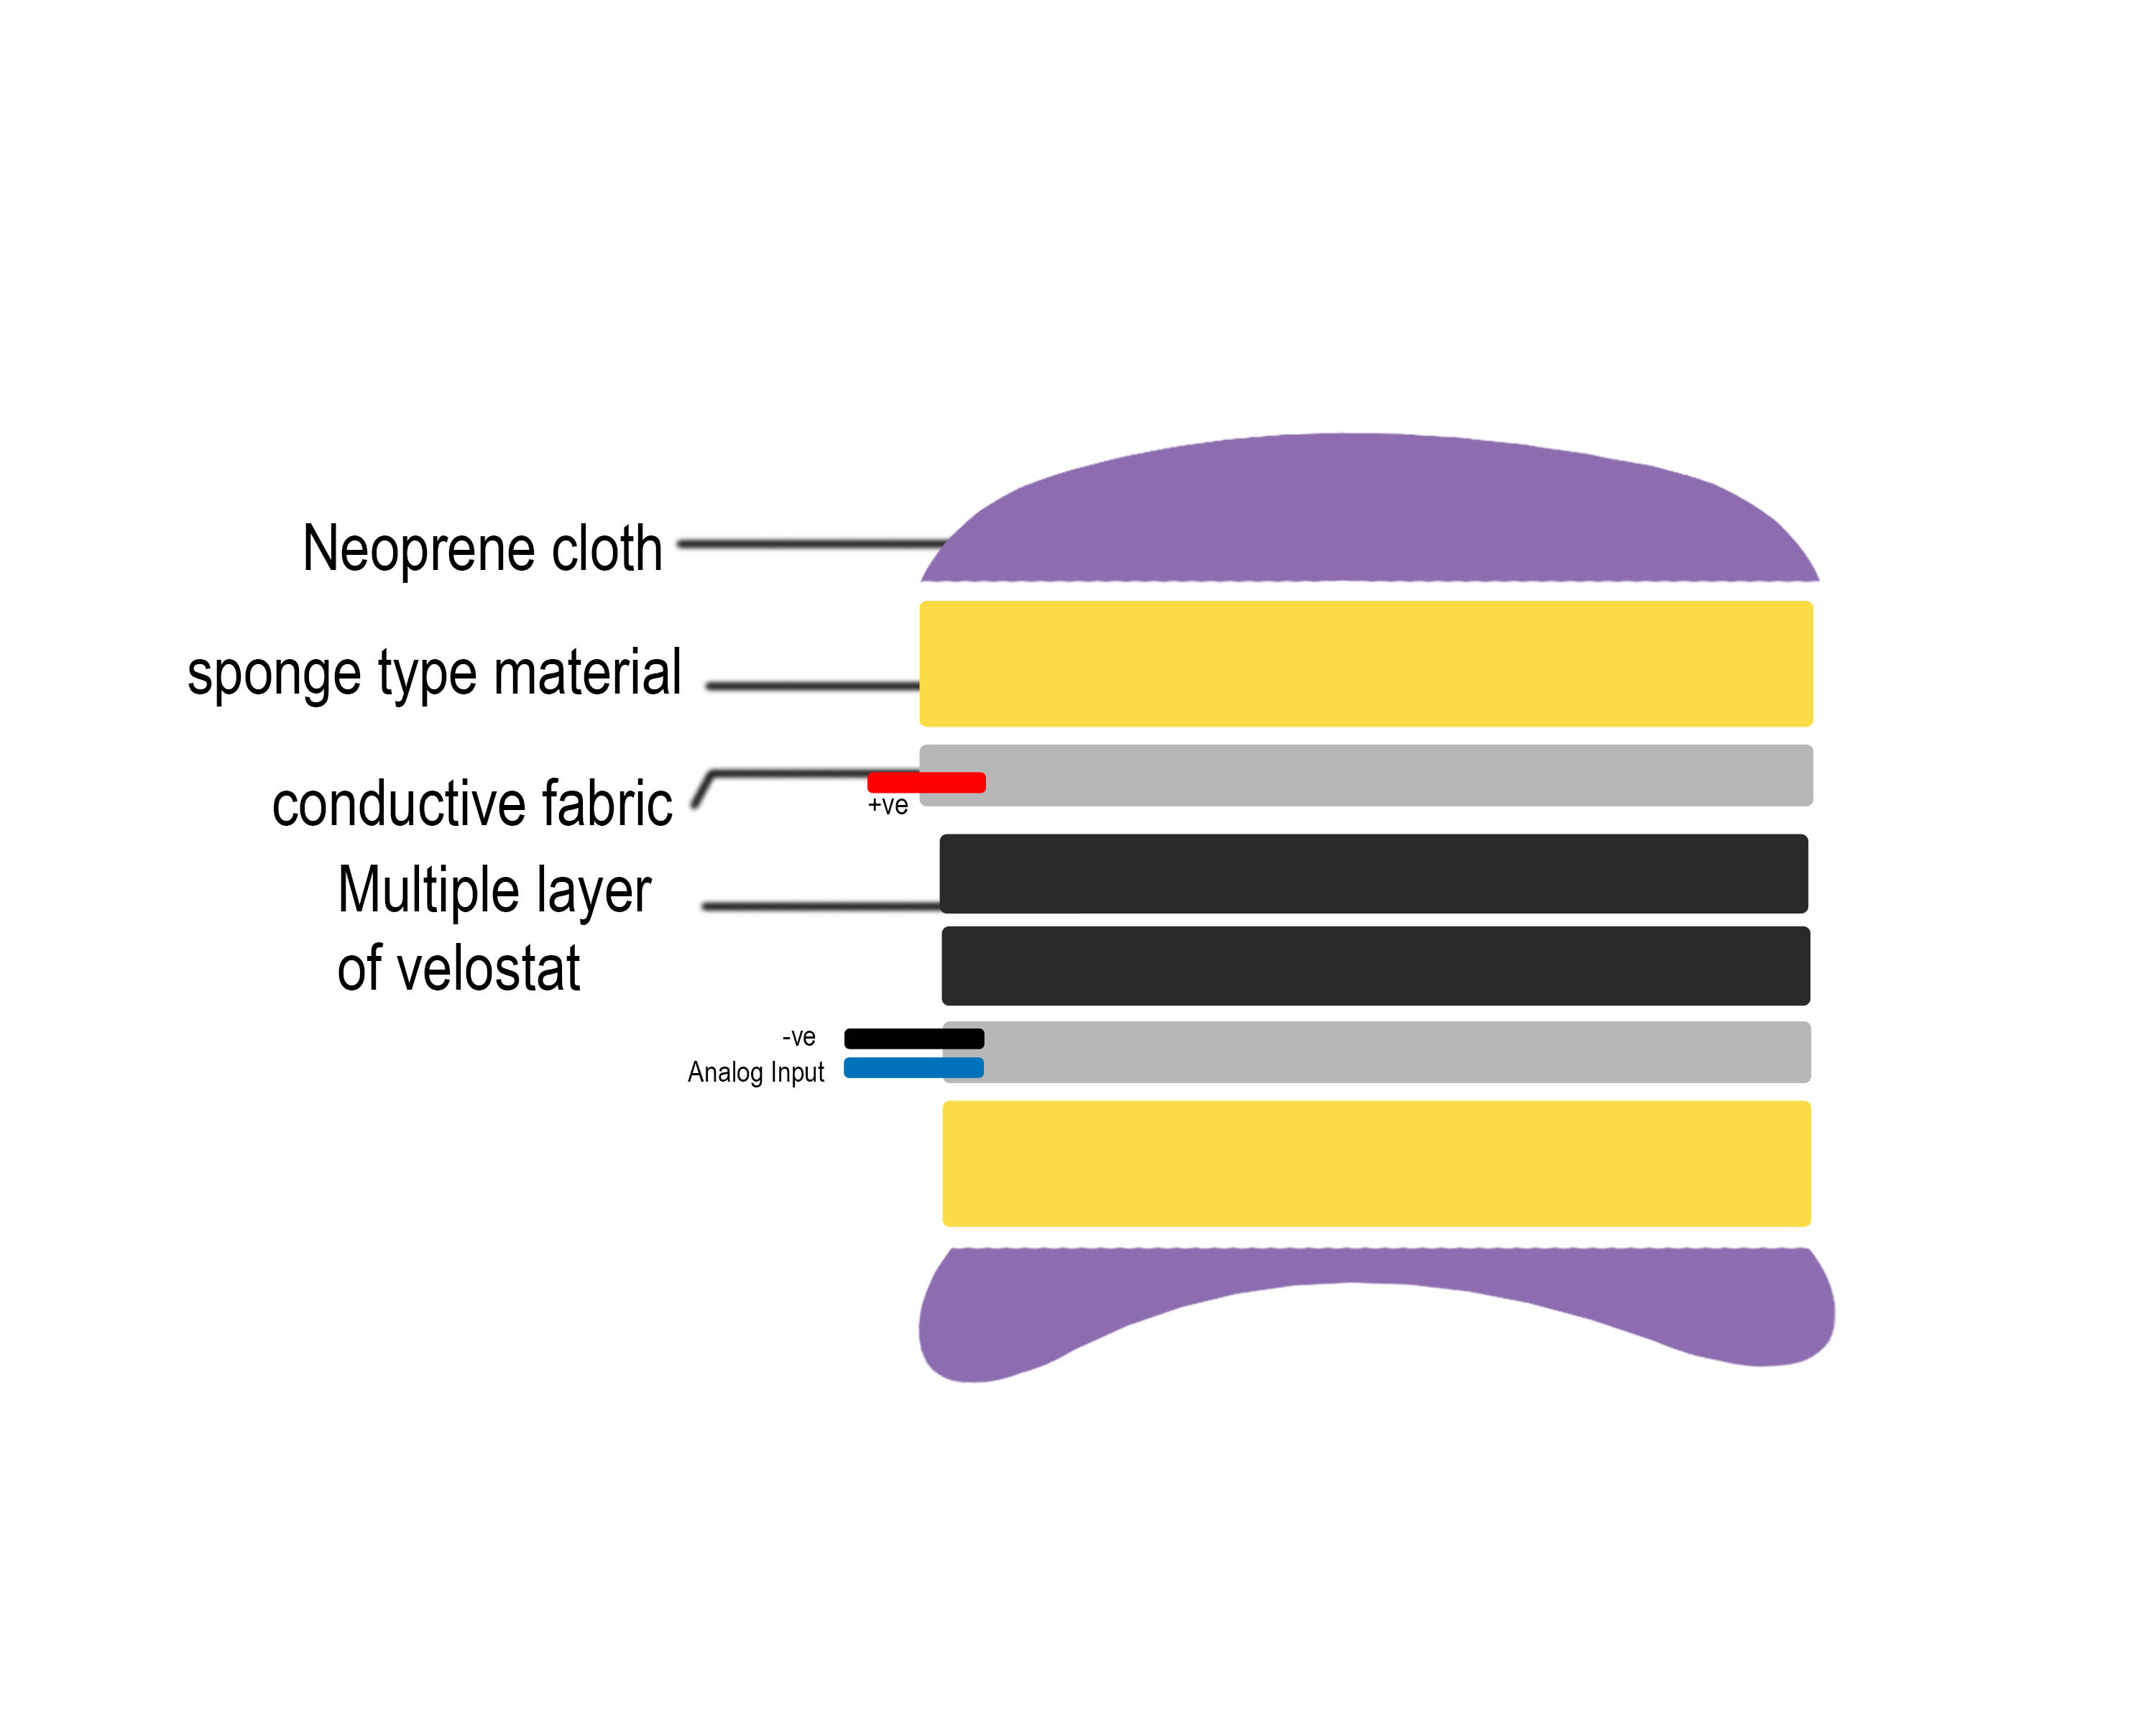 Neoprene cloth
sponge type material
conductive fabric
+ve
Multiple layer
of velostat
-ve
Analog Input